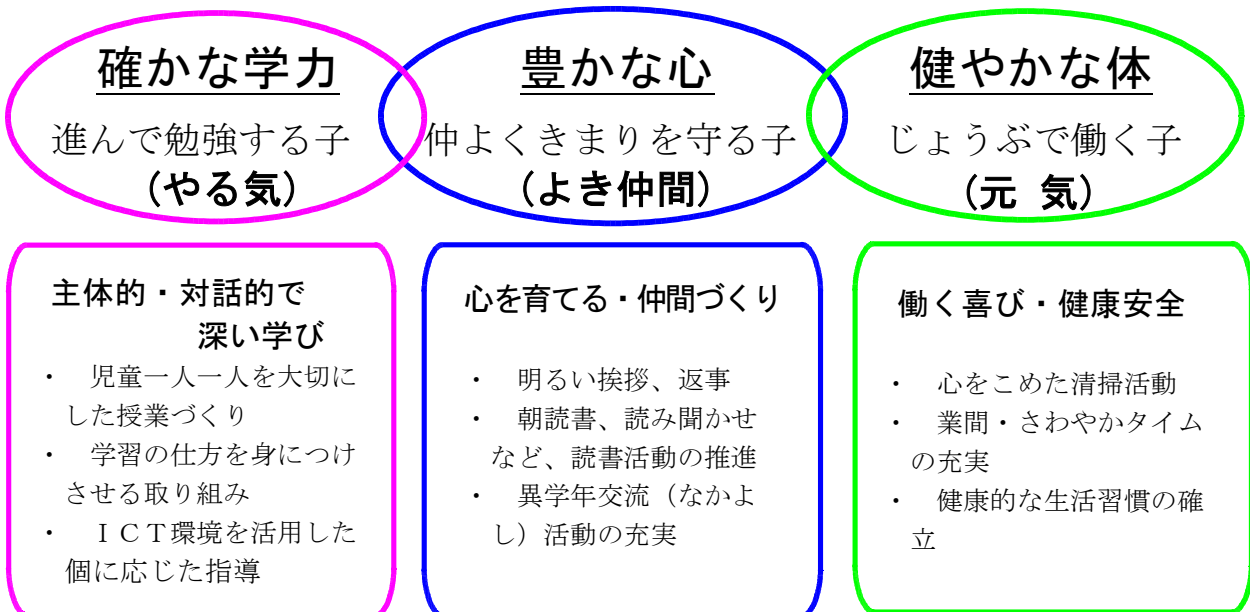 確かな学力
進んで勉強する子
(やる気)
豊かな心
仲よくきまりを守る子
(よき仲間)
健やかな体
じょうぶで働く子
(元 気)
主体的・対話的で
深い学び
・ 児童一人一人を大切に
した授業づくり
・ 学習の仕方を身につけ
させる取り組み
・ ＩＣＴ環境を活用した
個に応じた指導
心を育てる・仲間づくり
・ 明るい挨拶、返事
・ 朝読書、読み聞かせ
など、読書活動の推進
・ 異学年交流（なかよ
し）活動の充実
働く喜び・健康安全
・ 心をこめた清掃活動
・ 業間・さわやかタイム
の充実
・ 健康的な生活習慣の確
立